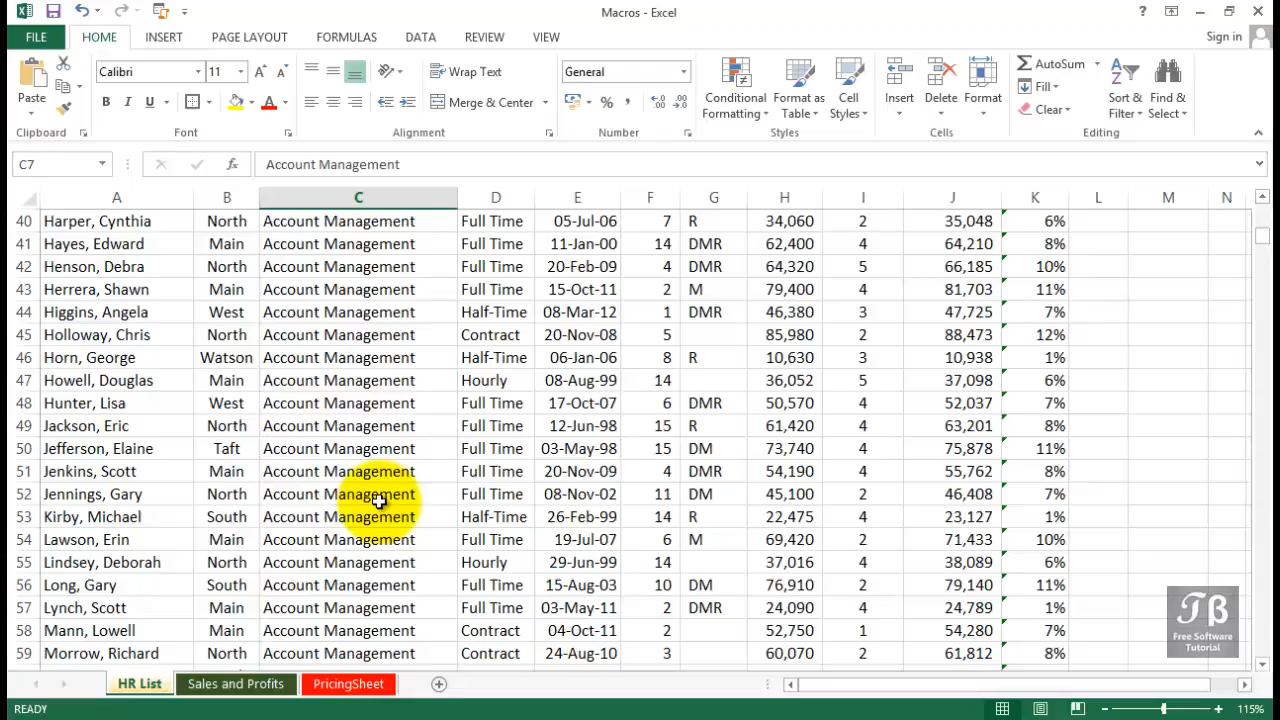 Macros - Excel
?
FILE HOME INSERT PAGE LAYOUT FORMULAS DATA REVIEW VIEW Sign in
Paste
Calibri 11
B I U A
Wrap Text
Merge & Center
General
% ,
Conditional Formatting
Format as Table
Cell Styles
Insert Delete Format
AutoSum
Fill
Clear
Sort & Filter
Find & Select
Clipboard Font Alignment Number Styles Cells Editing
C7 fx Account Management
A B C D E F G H I J K L M N
40 Harper, Cynthia North Account Management Full Time 05-Jul-06 7 R 34,060 2 35,048 6%
41 Hayes, Edward Main Account Management Full Time 11-Jan-00 14 DMR 62,400 4 64,210 8%
42 Henson, Debra North Account Management Full Time 20-Feb-09 4 DMR 64,320 5 66,185 10%
43 Herrera, Shawn Main Account Management Full Time 15-Oct-11 2 M 79,400 4 81,703 11%
44 Higgins, Angela West Account Management Half-Time 08-Mar-12 1 DMR 46,380 3 47,725 7%
45 Holloway, Chris North Account Management Contract 20-Nov-08 5 85,980 2 88,473 12%
46 Horn, George Watson Account Management Half-Time 06-Jan-06 8 R 10,630 3 10,938 1%
47 Howell, Douglas Main Account Management Hourly 08-Aug-99 14 36,052 5 37,098 6%
48 Hunter, Lisa West Account Management Full Time 17-Oct-07 6 DMR 50,570 4 52,037 7%
49 Jackson, Eric North Account Management Full Time 12-Jun-98 15 R 61,420 4 63,201 8%
50 Jefferson, Elaine Taft Account Management Full Time 03-May-98 15 DM 73,740 4 75,878 11%
51 Jenkins, Scott Main Account Management Full Time 20-Nov-09 4 DMR 54,190 4 55,762 8%
52 Jennings, Gary North Account Management Full Time 08-Nov-02 11 DM 45,100 2 46,408 7%
53 Kirby, Michael South Account Management Half-Time 26-Feb-99 14 R 22,475 4 23,127 1%
54 Lawson, Erin Main Account Management Full Time 19-Jul-07 6 M 69,420 2 71,433 10%
55 Lindsey, Deborah North Account Management Hourly 29-Jun-99 14 37,016 4 38,089 6%
56 Long, Gary South Account Management Full Time 15-Aug-03 10 DM 76,910 2 79,140 11%
57 Lynch, Scott Main Account Management Full Time 03-May-11 2 DMR 24,090 4 24,789 1%
58 Mann, Lowell Main Account Management Contract 04-Oct-11 2 52,750 1 54,280 7%
59 Morrow, Richard North Account Management Contract 24-Aug-10 3 60,070 2 61,812 8%
Free Software
Tutorial
HR List Sales and Profits PricingSheet
READY 115%